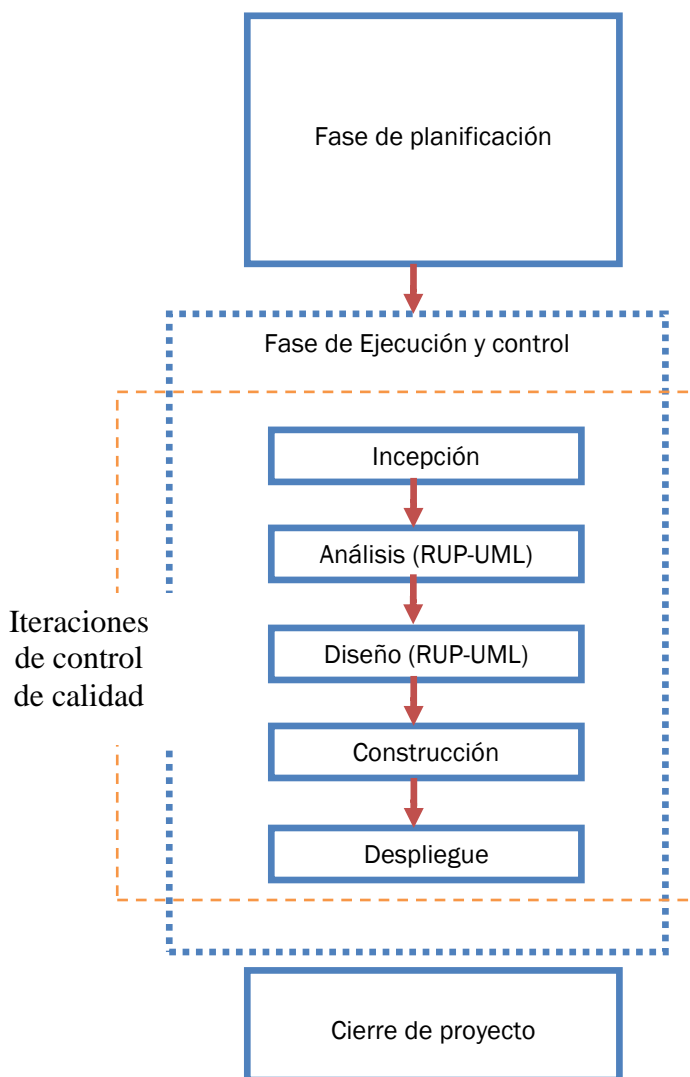 Fase de planificación
Fase de Ejecución y control
Incepción
Análisis (RUP-UML)
Iteraciones
de control
de calidad
Diseño (RUP-UML)
Construcción
Despliegue
Cierre de proyecto